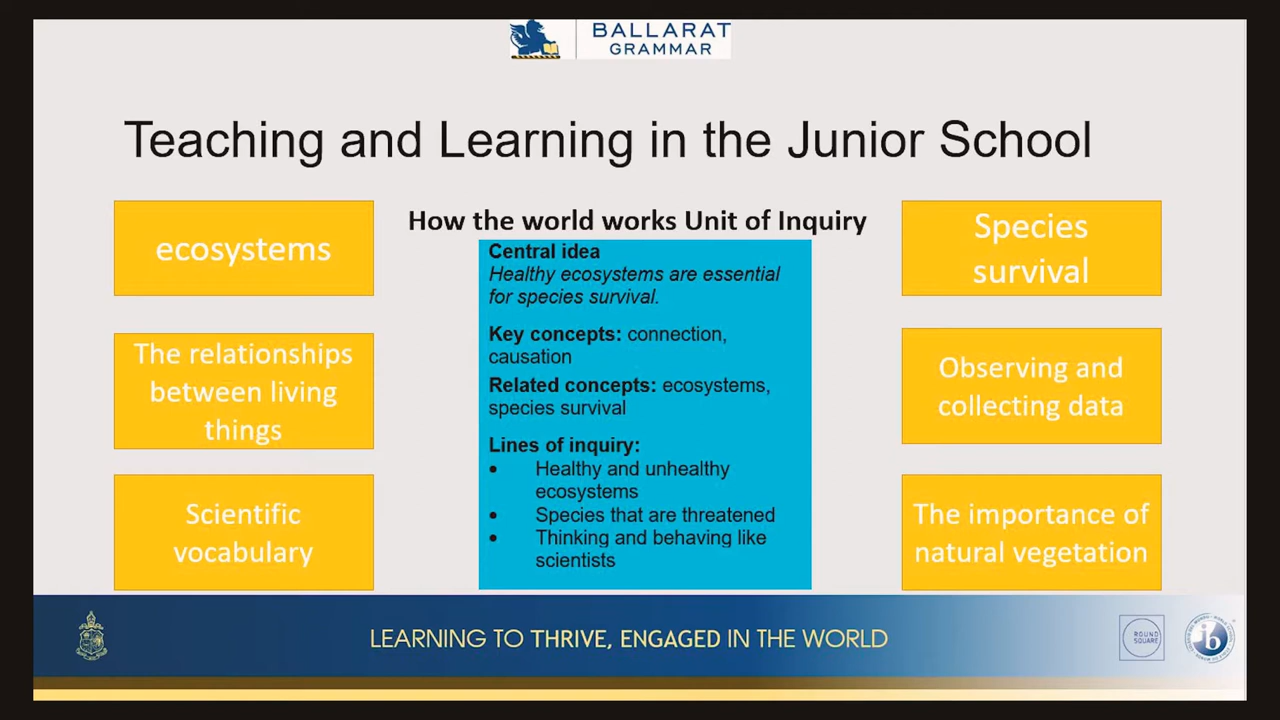 BALLARAT
GRAMMAR
Teaching and Learning in the Junior School
ecosystems
The relationships
between living
things
Scientific
vocabulary
How the world works Unit of Inquiry
Central idea
Healthy ecosystems are essential
for species survival.
Key concepts: connection,
causation
Related concepts: ecosystems,
species survival
Lines of inquiry:
• Healthy and unhealthy
ecosystems
• Species that are threatened
• Thinking and behaving like
scientists
Species
survival
Observing and
collecting data
The importance of
natural vegetation
LEARNING TO THRIVE, ENGAGED IN THE WORLD
ROUND
SQUARE
ib